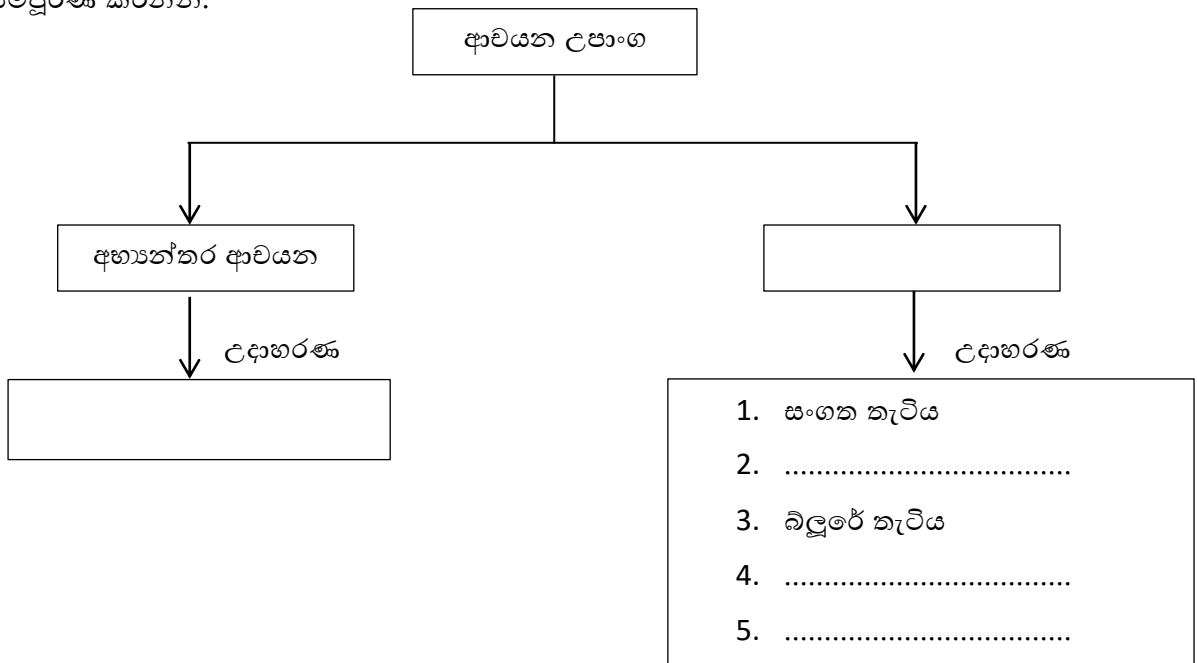 සම්පූර්ණ කරන්න.
ආචයන උපාංග
අභ්‍යන්තර ආචයන
උදාහරණ
උදාහරණ
1. සංගත තැටිය
2. ..................................
3. බ්ලූරේ තැටිය
4. ..................................
5. ..................................